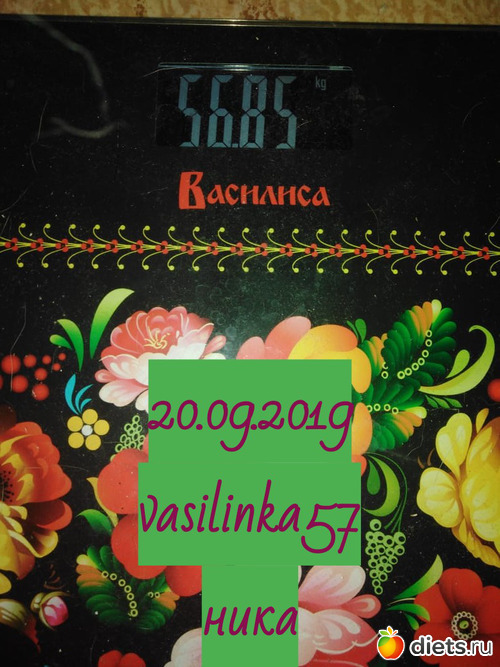 56.85 kg
Василиса
20.09.2019
vasilinka57
ника
diets.ru